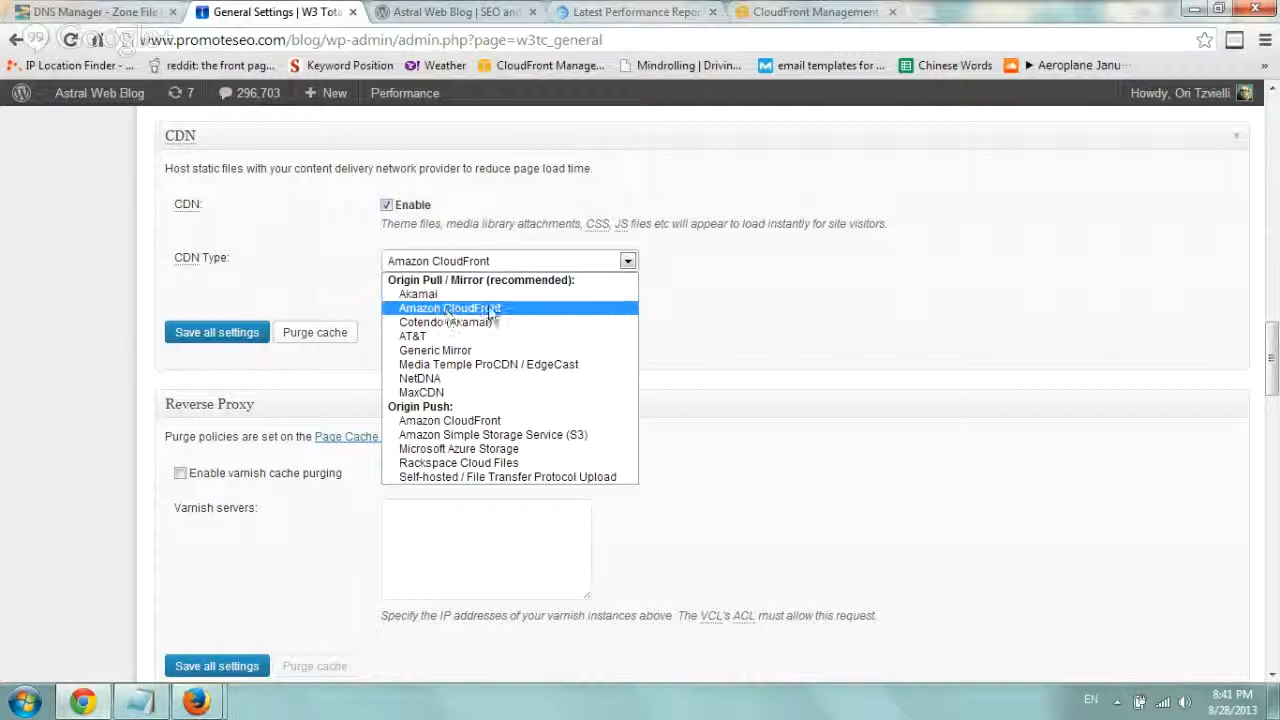 DNS Manager - Zone File
General Settings | W3 Tota
Astral Web Blog | SEO and
Latest Performance Repor
CloudFront Management
99
www.promoteseo.com/blog/wp-admin/admin.php?page=w3tc_general
IP Location Finder - ...
reddit: the front pag...
Keyword Position
Weather
CloudFront Manage...
Mindrolling | Drivin...
email templates for ...
Chinese Words
Aeroplane Janu
»
Astral Web Blog
7
296,703
+ New
Performance
Howdy, Ori Tzvielli
CDN
Host static files with your content delivery network provider to reduce page load time.
CDN:
Enable
Theme files, media library attachments, CSS, JS files etc will appear to load instantly for site visitors.
CDN Type:
Amazon CloudFront
Origin Pull / Mirror (recommended):
Akamai
Amazon CloudFront
Cotendo (Akamai)
AT&T
Generic Mirror
Media Temple ProCDN / EdgeCast
NetDNA
MaxCDN
Origin Push:
Amazon CloudFront
Amazon Simple Storage Service (S3)
Microsoft Azure Storage
Rackspace Cloud Files
Self-hosted / File Transfer Protocol Upload
Save all settings
Purge cache
Reverse Proxy
Purge policies are set on the Page Cache
Enable varnish cache purging
Varnish servers:
Specify the IP addresses of your varnish instances above The VCL's ACL must allow this request.
Save all settings
Purge cache
EN
8:41 PM
8/28/2013